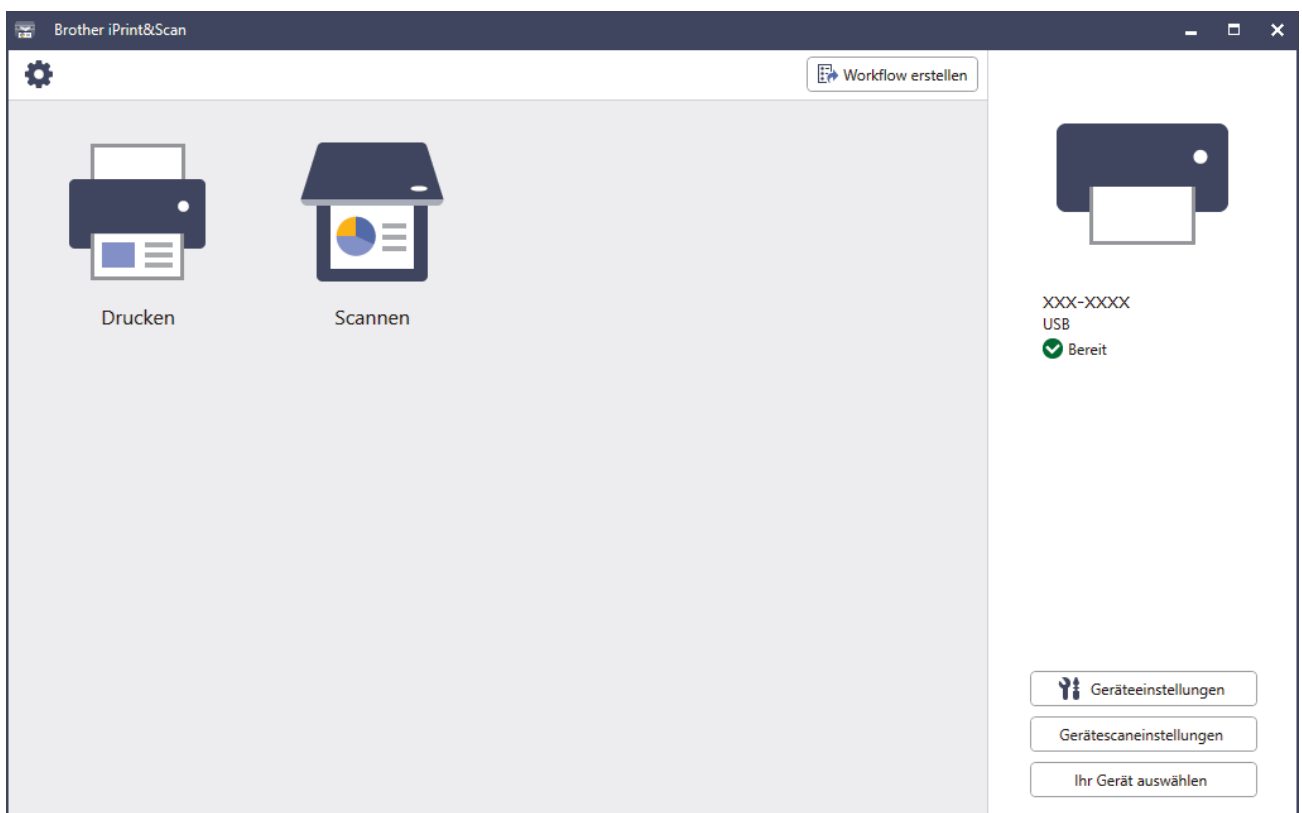 Brother iPrint&Scan
Workflow erstellen
Drucken
Scannen
XXX-XXXX
USB
Bereit
Geräteeinstellungen
Gerätescaneinstellungen
Ihr Gerät auswählen